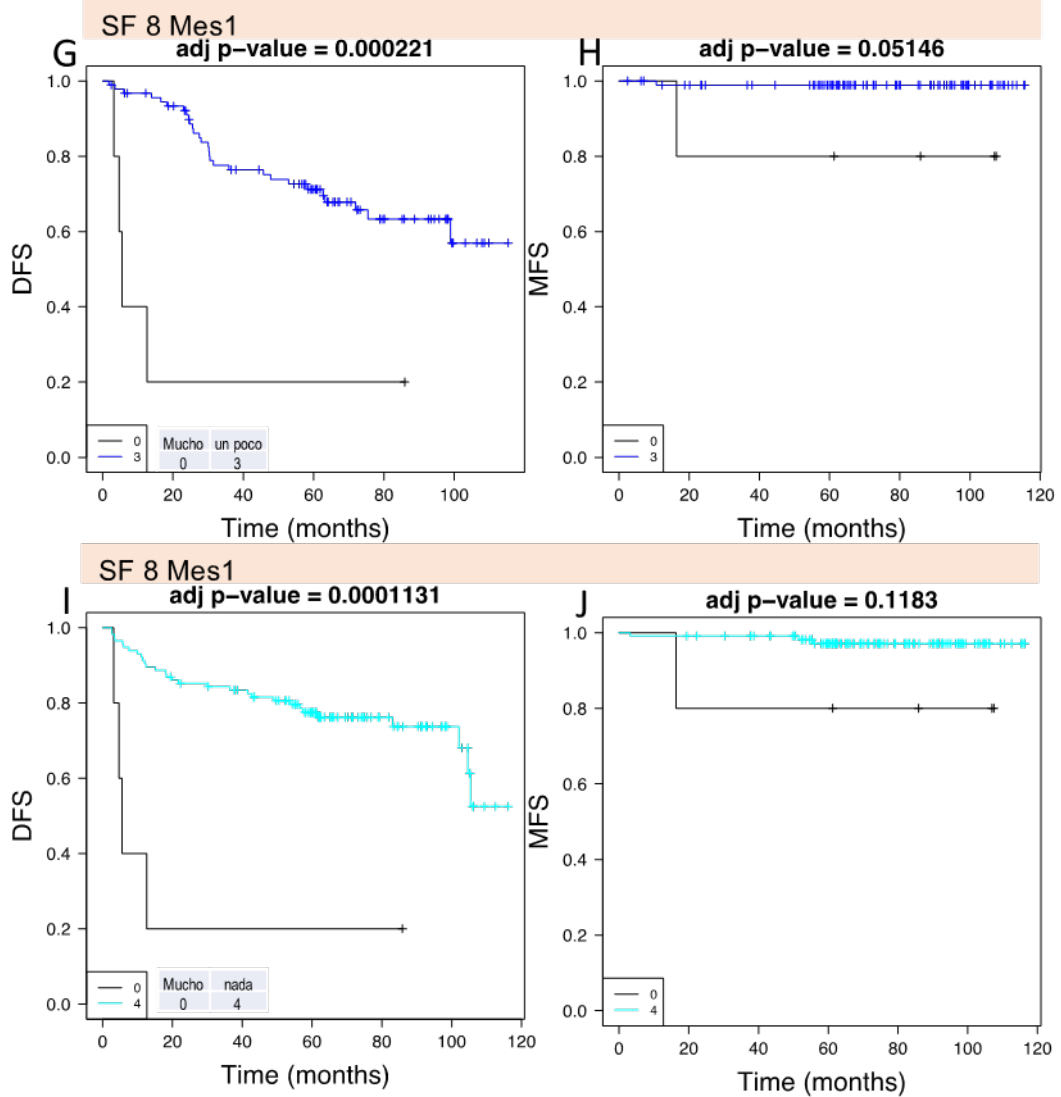 SF 8 Mes1
G
adj p-value = 0.000221
H
adj p-value = 0.05146
DFS
1.0
0.8
0.6
0.4
0.2
0.0
0
3
Mucho un poco
0 3
0 20 40 60 80 100
Time (months)
MFS
1.0
0.8
0.6
0.4
0.2
0.0
0
3
0 20 40 60 80 100 120
Time (months)
SF 8 Mes1
I
adj p-value = 0.0001131
J
adj p-value = 0.1183
DFS
1.0
0.8
0.6
0.4
0.2
0.0
0
4
Mucho nada
0 4
0 20 40 60 80 100 120
Time (months)
MFS
1.0
0.8
0.6
0.4
0.2
0.0
0
4
0 20 40 60 80 100 120
Time (months)